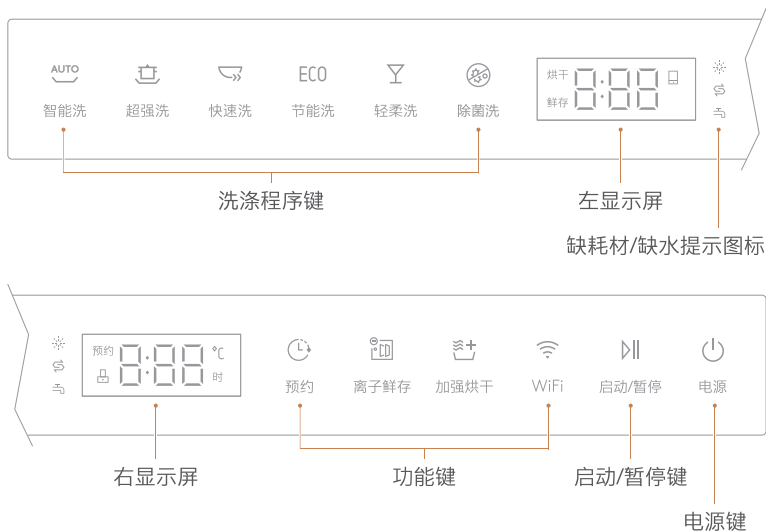 AUTO
ECO
智能洗 超强洗 快速洗 节能洗 轻柔洗 除菌洗
烘干 8:88
鲜存
洗涤程序键
左显示屏
缺耗材/缺水提示图标
预约 8:88 °C
时
预约 离子鲜存 加强烘干 WiFi 启动/暂停 电源
右显示屏
功能键
启动/暂停键
电源键